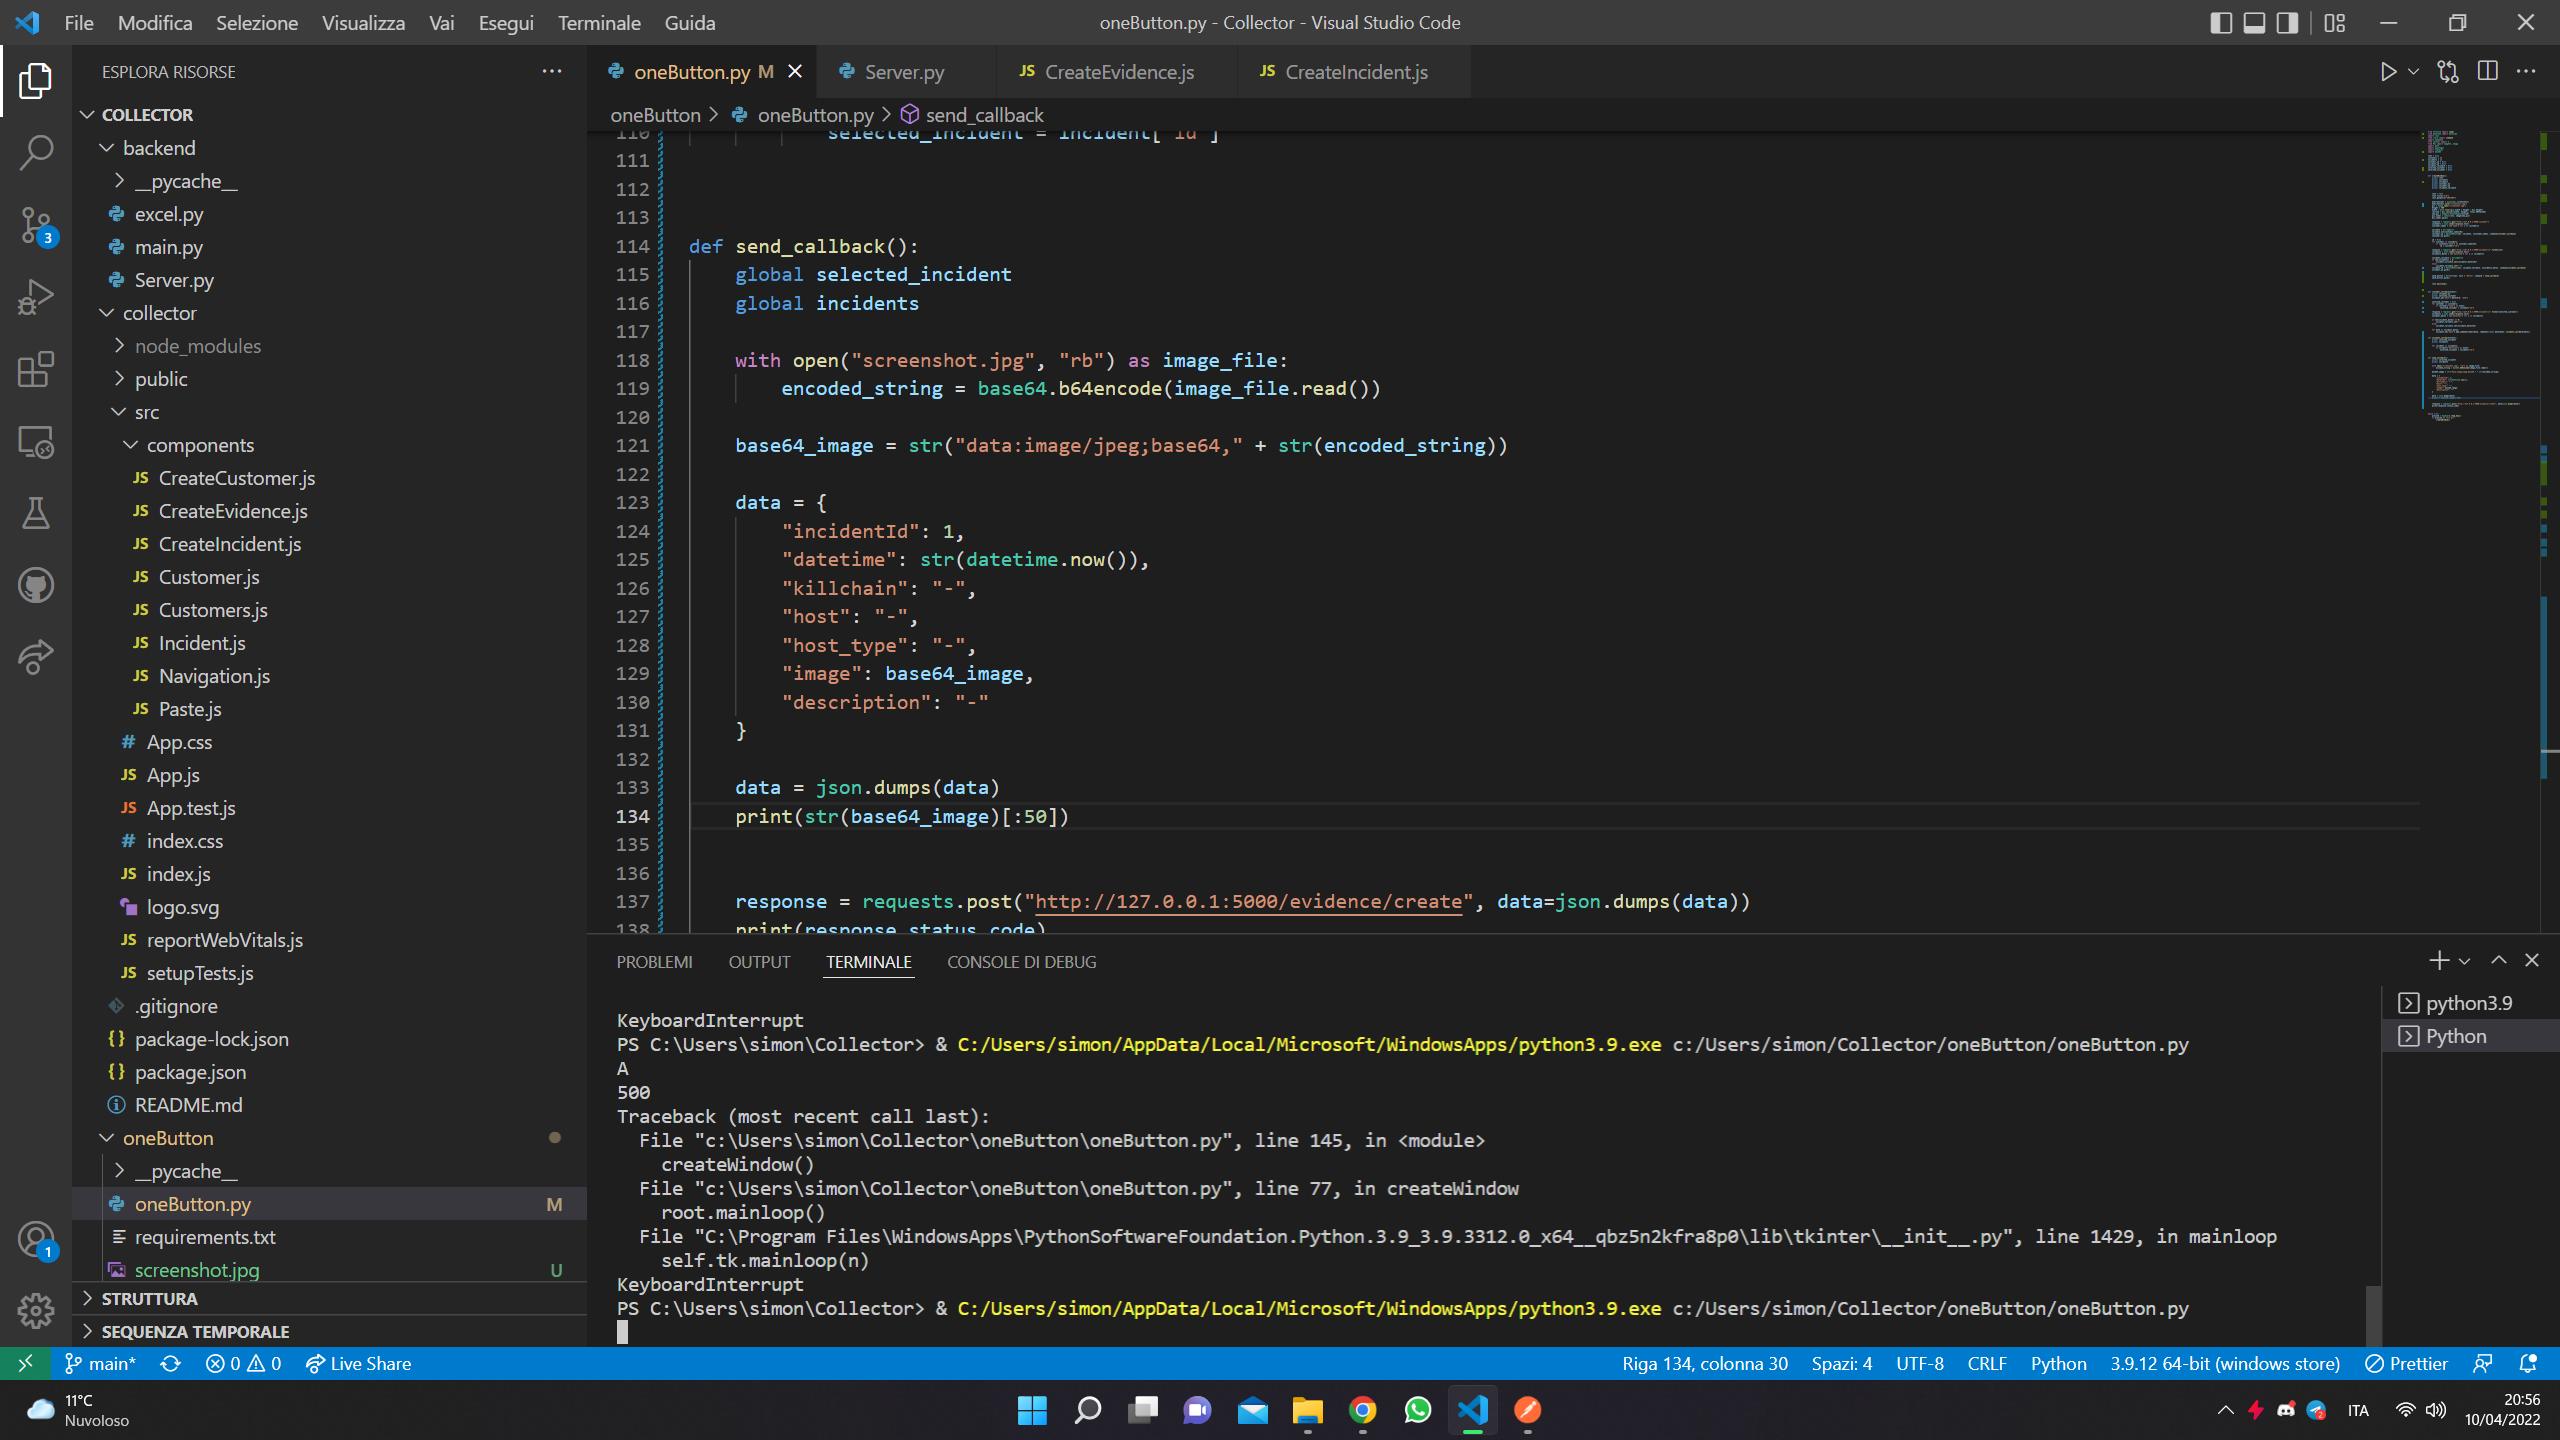 File Modifica Selezione Visualizza Vai Esegui Terminale Guida
oneButton.py - Collector - Visual Studio Code
ESPLORA RISORSE
COLLECTOR
backend
__pycache__
excel.py
main.py
Server.py
collector
node_modules
public
src
components
JS CreateCustomer.js
JS CreateEvidence.js
JS CreateIncident.js
JS Customer.js
JS Customers.js
JS Incident.js
JS Navigation.js
JS Paste.js
# App.css
JS App.js
JS App.test.js
# index.css
JS index.js
logo.svg
JS reportWebVitals.js
JS setupTests.js
.gitignore
{} package-lock.json
{} package.json
README.md
oneButton
__pycache__
oneButton.py M
requirements.txt
screenshot.jpg U
STRUTTURA
SEQUENZA TEMPORALE
3
1
oneButton.py M
Server.py
JS CreateEvidence.js
JS CreateIncident.js
oneButton > oneButton.py > send_callback
110 selected_incident = incident["id"]
111
112
113
114 def send_callback():
115 global selected_incident
116 global incidents
117
118 with open("screenshot.jpg", "rb") as image_file:
119 encoded_string = base64.b64encode(image_file.read())
120
121 base64_image = str("data:image/jpeg;base64," + str(encoded_string))
122
123 data = {
124 "incidentId": 1,
125 "datetime": str(datetime.now()),
126 "killchain": "-",
127 "host": "-",
128 "host_type": "-",
129 "image": base64_image,
130 "description": "-"
131 }
132
133 data = json.dumps(data)
134 print(str(base64_image)[:50])
135
136
137 response = requests.post("http://127.0.0.1:5000/evidence/create", data=json.dumps(data))
138 print(response.status_code)
PROBLEMI OUTPUT TERMINALE CONSOLE DI DEBUG
KeyboardInterrupt
PS C:\Users\simon\Collector> & C:/Users/simon/AppData/Local/Microsoft/WindowsApps/python3.9.exe c:/Users/simon/Collector/oneButton/oneButton.py
A
500
Traceback (most recent call last):
File "c:\Users\simon\Collector\oneButton\oneButton.py", line 145, in <module>
createWindow()
File "c:\Users\simon\Collector\oneButton\oneButton.py", line 77, in createWindow
root.mainloop()
File "C:\Program Files\WindowsApps\PythonSoftwareFoundation.Python.3.9_3.9.3312.0_x64__qbz5n2kfra8p0\lib\tkinter\__init__.py", line 1429, in mainloop
self.tk.mainloop(n)
KeyboardInterrupt
PS C:\Users\simon\Collector> & C:/Users/simon/AppData/Local/Microsoft/WindowsApps/python3.9.exe c:/Users/simon/Collector/oneButton/oneButton.py
python3.9
Python
main* 0 0 Live Share
Riga 134, colonna 30 Spazi: 4 UTF-8 CRLF Python 3.9.12 64-bit (windows store) Prettier
11°C
Nuvoloso
ITA
20:56
10/04/2022